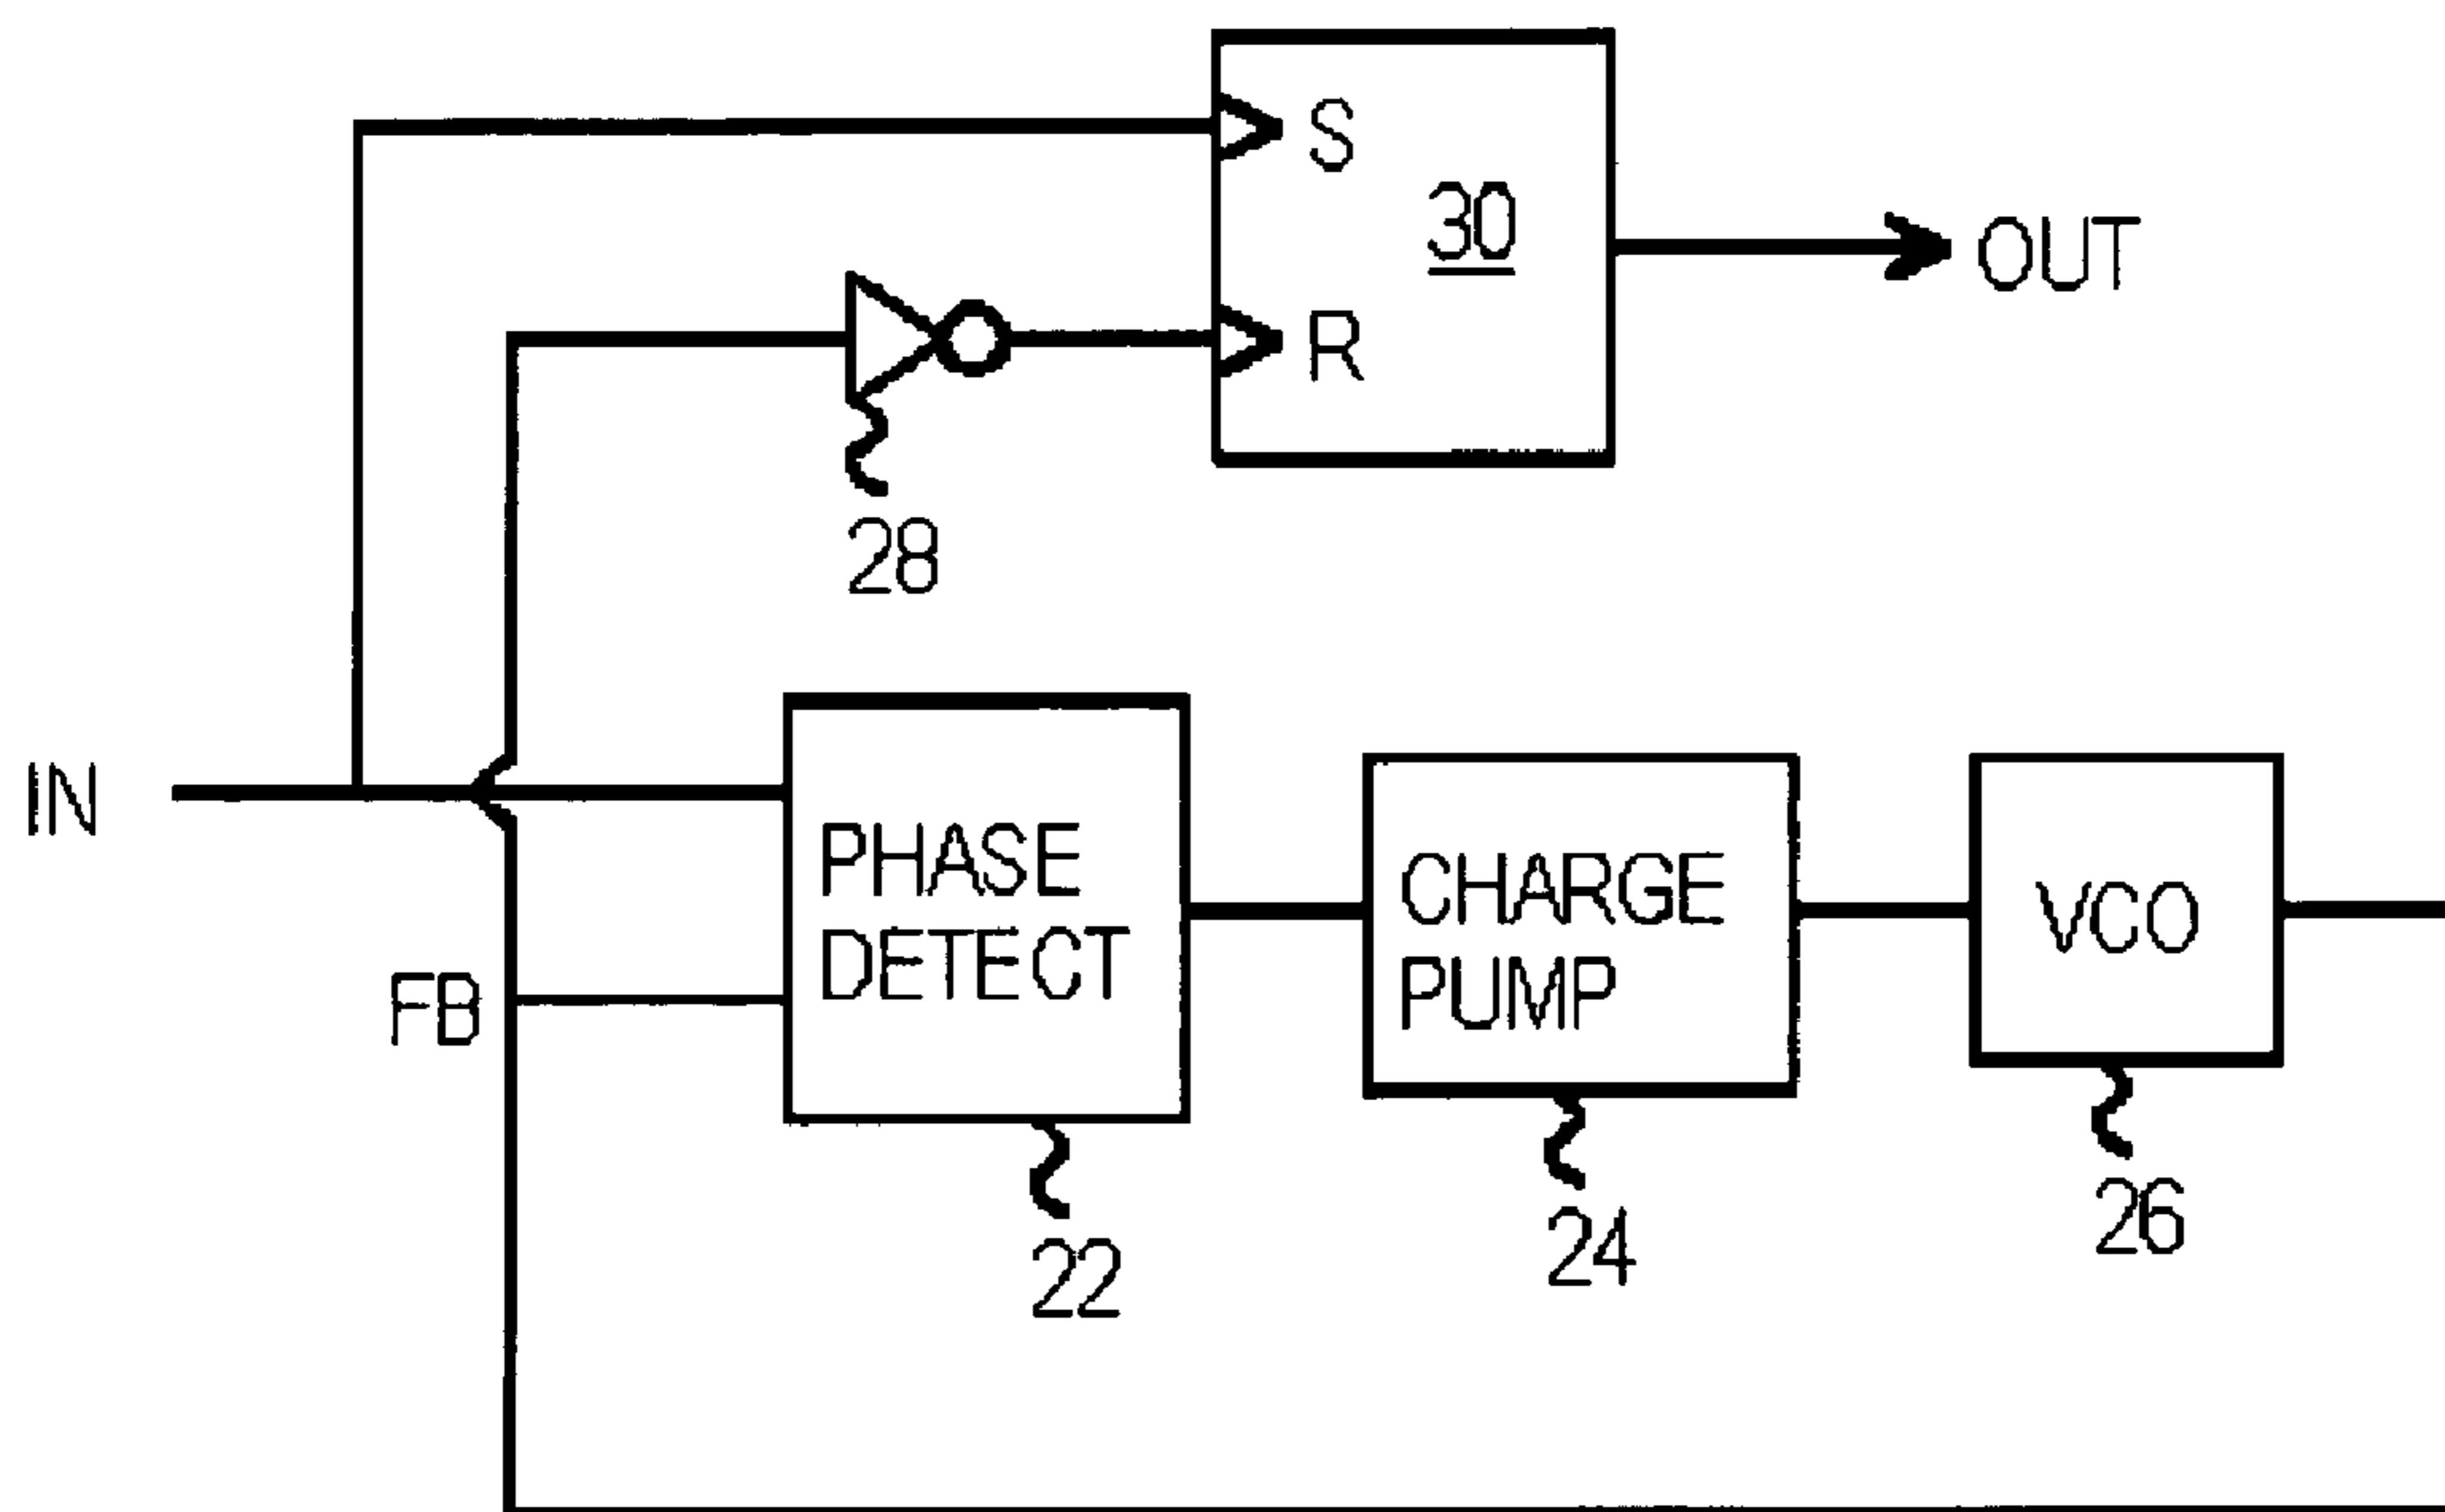 S
30
OUT
R
28
IN
PHASE
DETECT
CHARGE
PUMP
VCO
FB
22
24
26